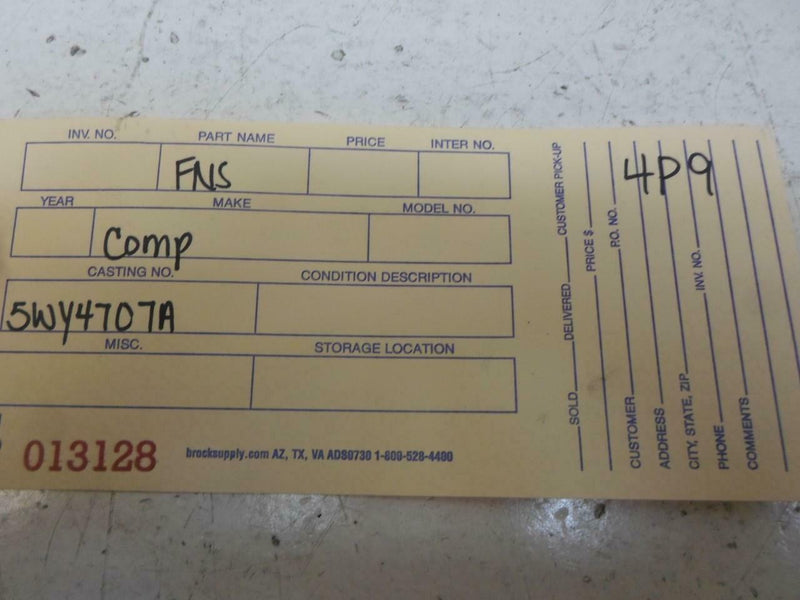 INV. NO. PART NAME PRICE INTER NO.
FNS
YEAR MAKE MODEL NO.
Comp
CASTING NO. CONDITION DESCRIPTION
5WY4707A
MISC. STORAGE LOCATION
013128 brocksupply.com AZ, TX, VA ADS0730 1-800-528-4400
SOLD DELIVERED CUSTOMER PICK-UP
PRICE $
P.O. NO.
CUSTOMER
ADDRESS
CITY, STATE, ZIP INV. NO.
PHONE
COMMENTS
4P9